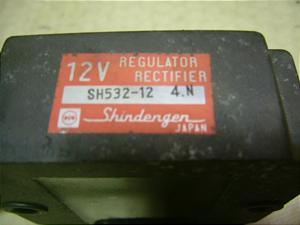 12V REGULATOR
RECTIFIER
SH532-12 4.N
Shindengen
JAPAN